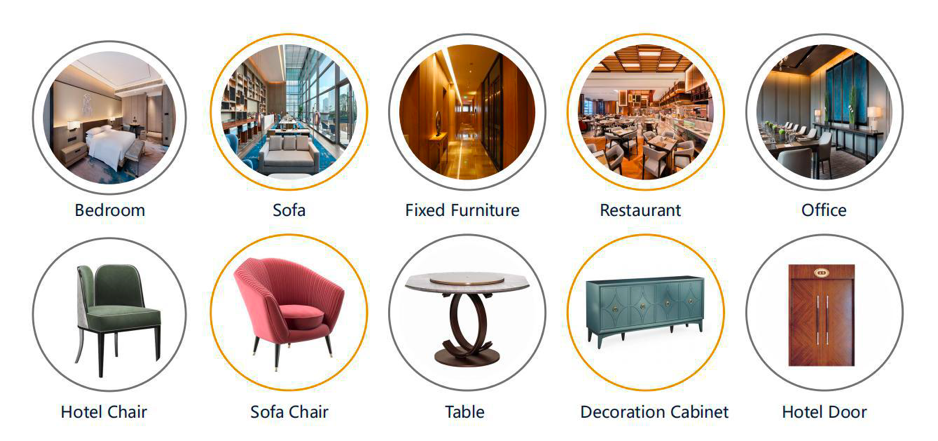 Bedroom
Sofa
Fixed Furniture
Restaurant
Office
Hotel Chair
Sofa Chair
Table
Decoration Cabinet
Hotel Door